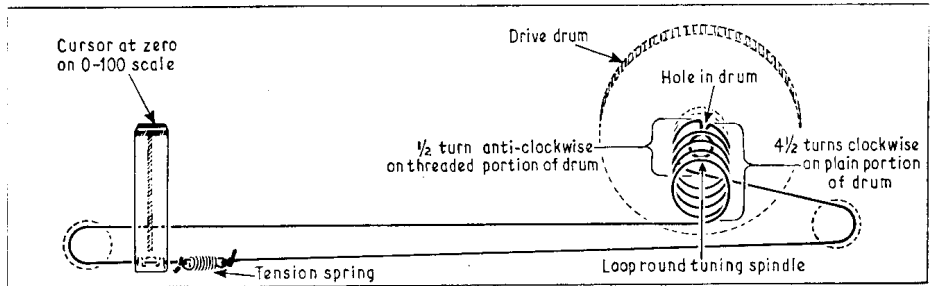 Cursor at zero
on 0-100 scale
Drive drum
Hole in drum
½ turn anti-clockwise
on threaded portion of drum
4½ turns clockwise
on plain portion
of drum
Tension spring
Loop round tuning spindle